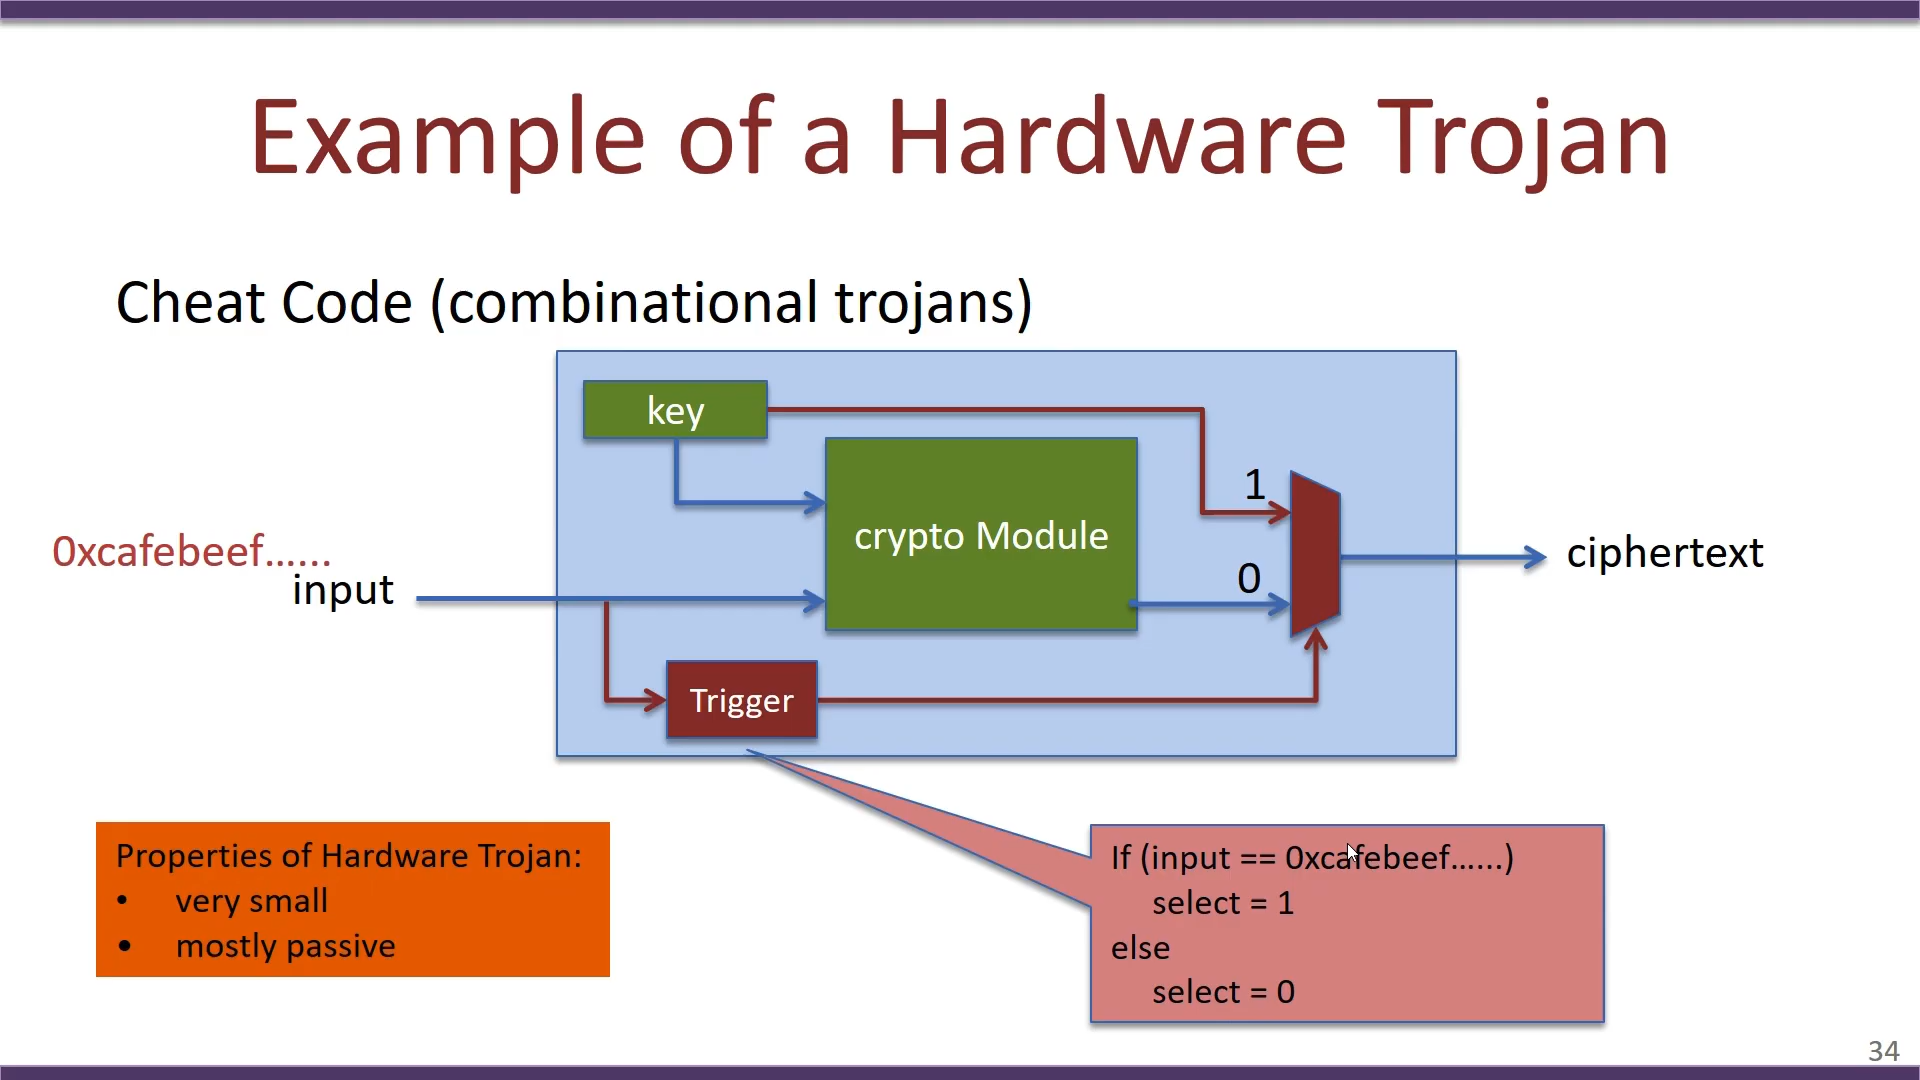 Example of a Hardware Trojan
Cheat Code (combinational trojans)
key
crypto Module
1
0
0xcafebeef......
input
ciphertext
Trigger
Properties of Hardware Trojan:
• very small
• mostly passive
If (input == 0xcafebeef......)
select = 1
else
select = 0
34